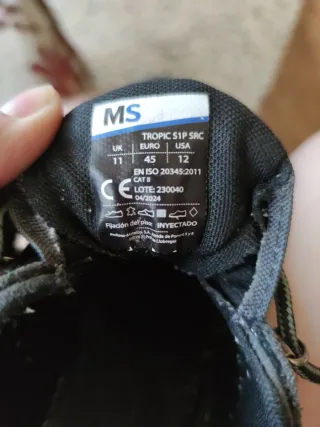 MS
TROPIC S1P SRC
UK EURO USA
11 45 12
EN ISO 20345:2011
CAT II
CE LOTE: 230040
04/2024
Fijación del piso: INYECTADO